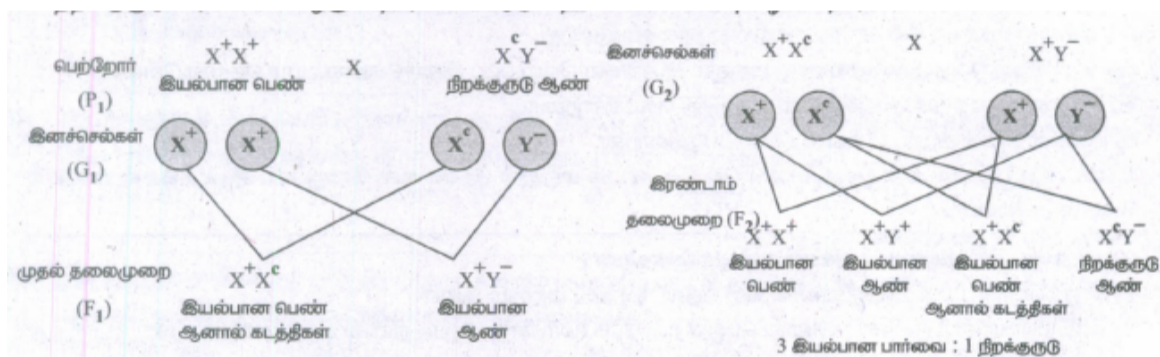 பெற்றோர்
(P₁)
X⁺X⁺
X
XᶜY⁻
இயல்பான பெண்
நிறக்குருடு ஆண்
இனச்செல்கள்
(G₁)
X⁺ X⁺ Xᶜ Y⁻
முதல் தலைமுறை
(F₁)
X⁺Xᶜ X⁺Y⁻
இயல்பான பெண்
ஆனால் கடத்திகள்
இயல்பான
ஆண்
இனச்செல்கள்
(G₂)
X⁺Xᶜ X X⁺Y⁻
X⁺ Xᶜ X⁺ Y⁻
இரண்டாம்
தலைமுறை (F₂)
X⁺X⁺ X⁺Y⁺ X⁺Xᶜ XᶜY⁻
இயல்பான
பெண்
இயல்பான
ஆண்
இயல்பான
பெண்
ஆனால் கடத்திகள்
நிறக்குருடு
ஆண்
3 இயல்பான பார்வை : 1 நிறக்குருடு